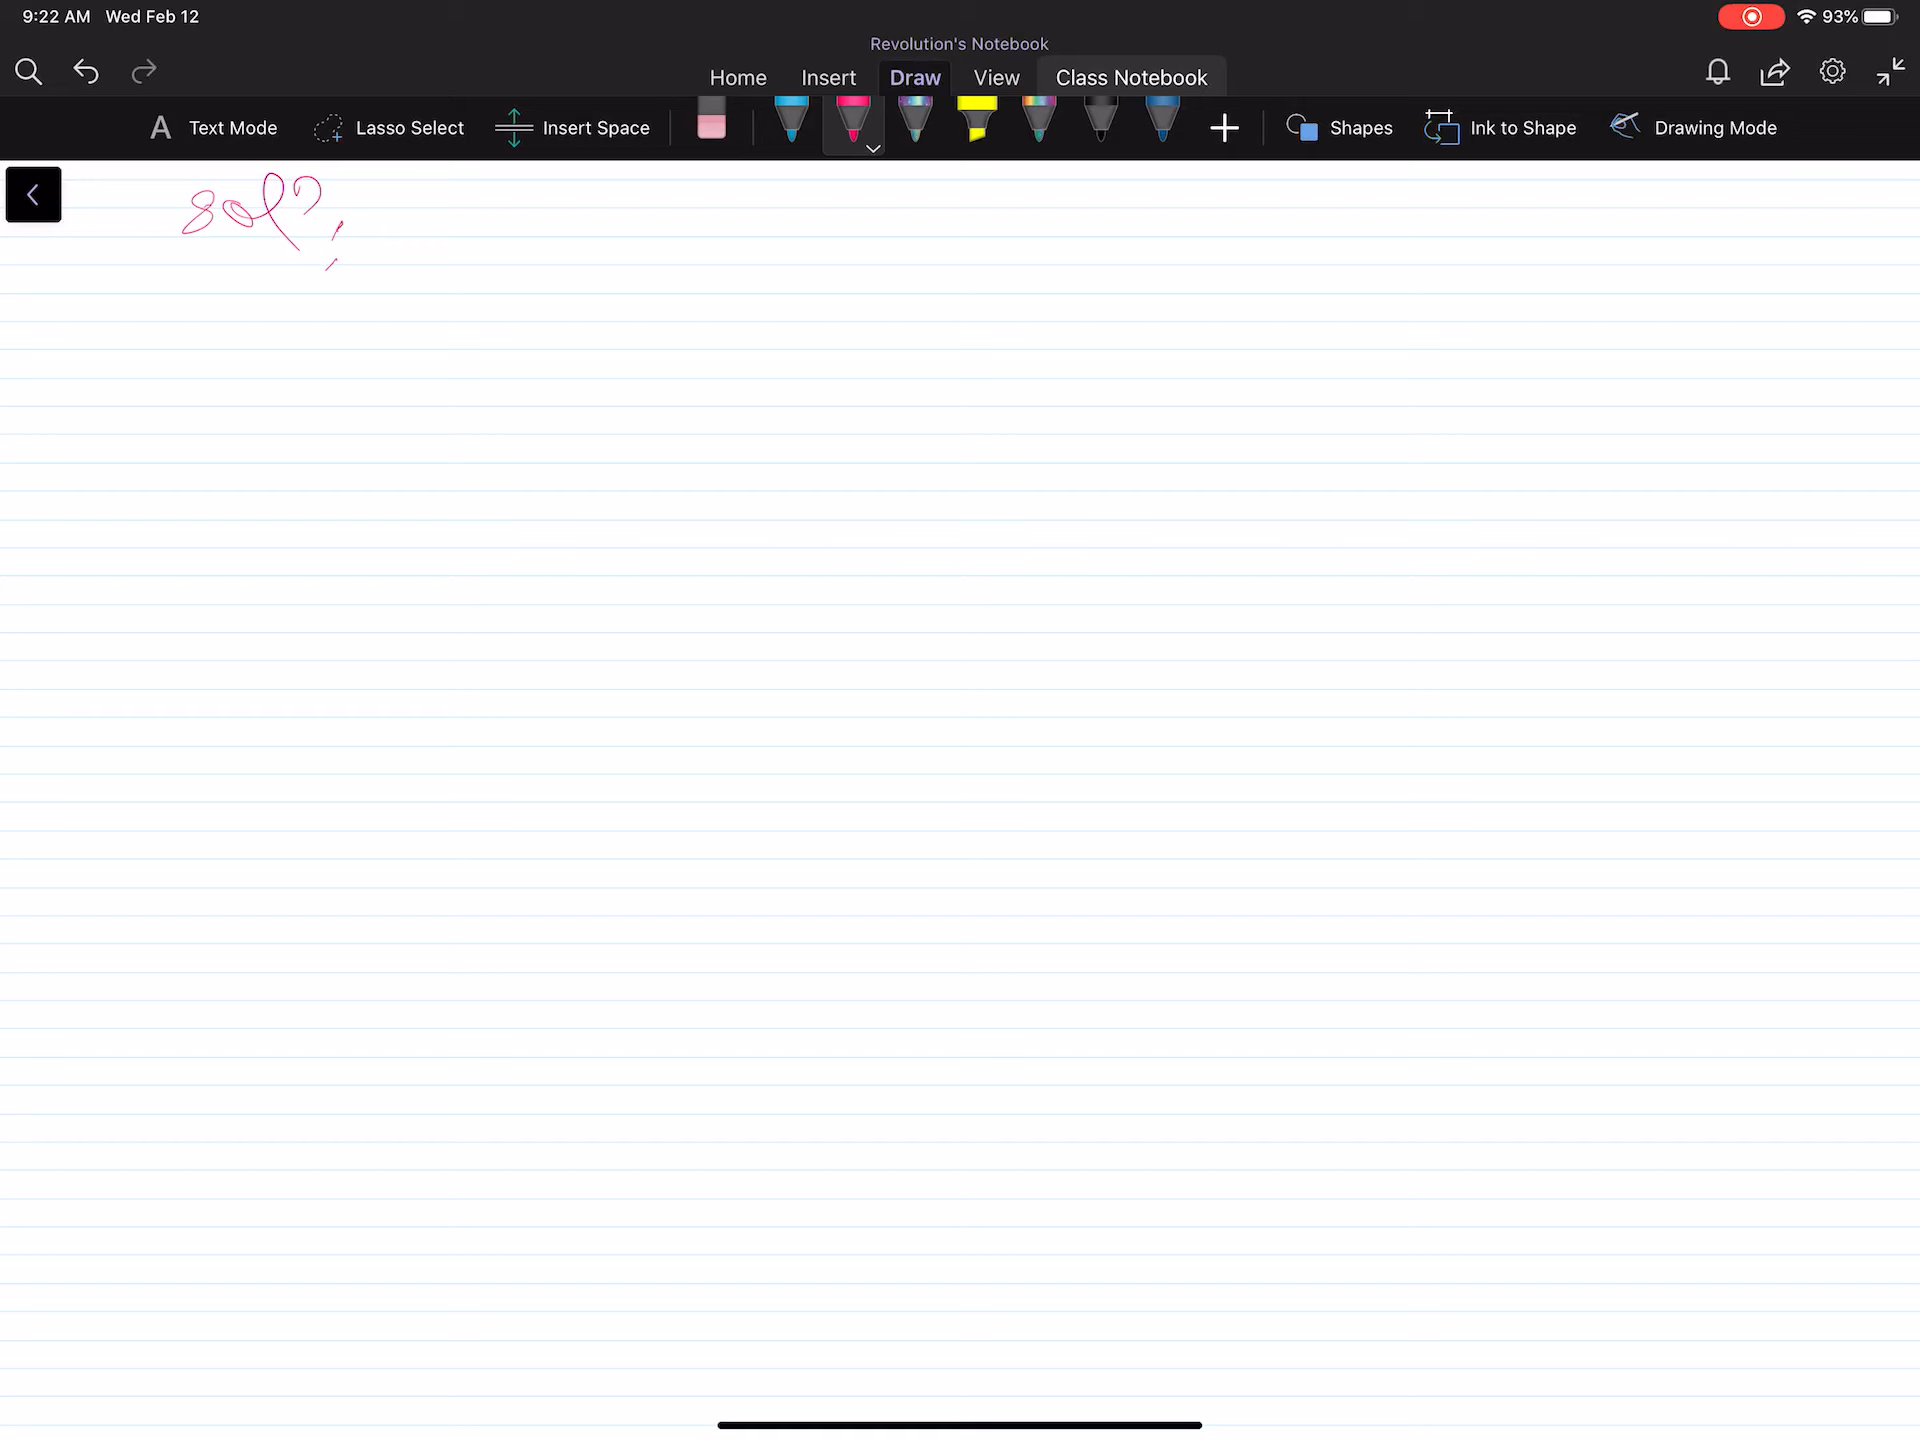 9:22 AM Wed Feb 12 93%
Revolution's Notebook
Home Insert Draw View Class Notebook
A Text Mode Lasso Select Insert Space Shapes Ink to Shape Drawing Mode